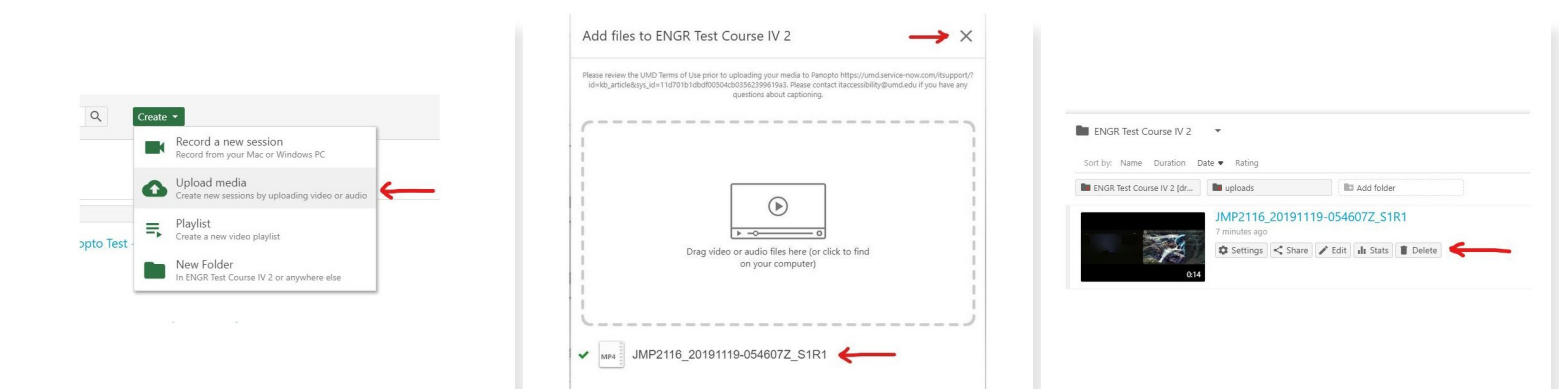 Create
Record a new session
Record from your Mac or Windows PC
Upload media
Create new sessions by uploading video or audio
Playlist
Create a new video playlist
New Folder
In ENGR Test Course IV 2 or anywhere else
opto Test -
Add files to ENGR Test Course IV 2
Please review the UMD Terms of Use prior to uploading your media to Panopto https://umd.service-now.com/itsupport/?
id=kb_article&sys_id=11d701b1dbdf00504cb03562399619a3. Please contact itaccessibility@umd.edu if you have any
questions about captioning.
Drag video or audio files here (or click to find
on your computer)
MP4 JMP2116_20191119-054607Z_S1R1
ENGR Test Course IV 2
Sort by: Name Duration Date Rating
ENGR Test Course IV 2 [dr... uploads Add folder
JMP2116_20191119-054607Z_S1R1
7 minutes ago
Settings Share Edit Stats Delete
0:14